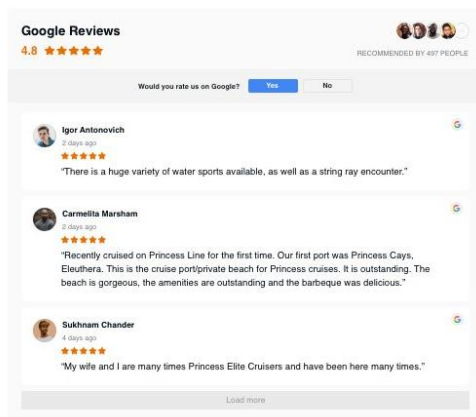 Google Reviews
4.8
RECOMMENDED BY 497 PEOPLE
Would you rate us on Google?
Yes
No
Igor Antonovich
2 days ago
“There is a huge variety of water sports available, as well as a string ray encounter.”
Carmelita Marsham
2 days ago
“Recently cruised on Princess Line for the first time. Our first port was Princess Cays,
Eleuthera. This is the cruise port/private beach for Princess cruises. It is outstanding. The
beach is gorgeous, the amenities are outstanding and the barbeque was delicious.”
Sukhnam Chander
4 days ago
“My wife and I are many times Princess Elite Cruisers and have been here many times.”
Load more